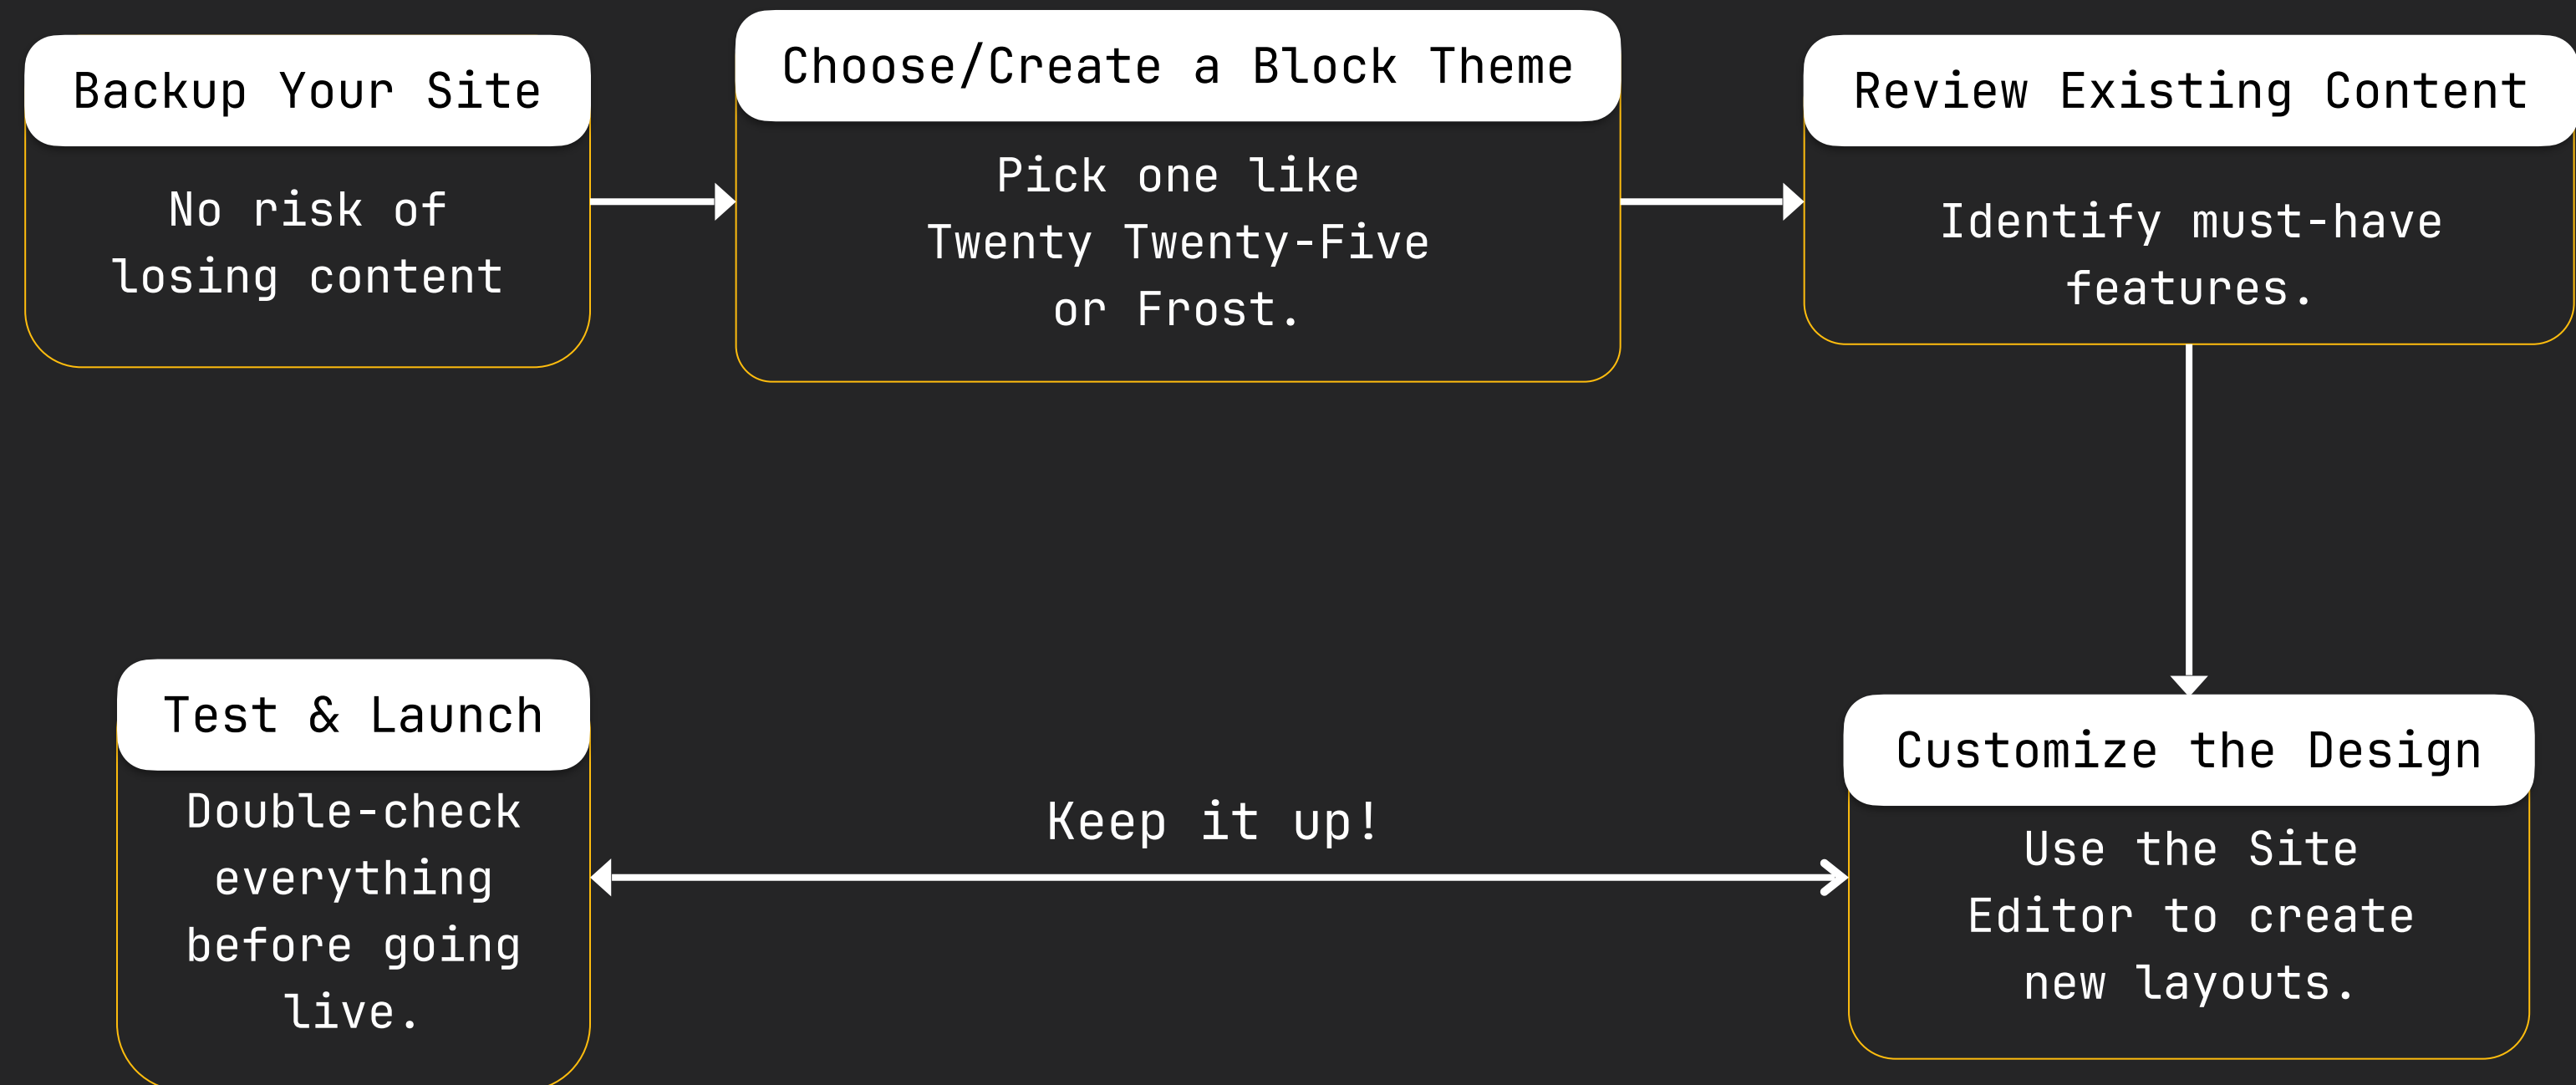 Backup Your Site
No risk of
losing content
Choose/Create a Block Theme
Pick one like
Twenty Twenty-Five
or Frost.
Review Existing Content
Identify must-have
features.
Customize the Design
Use the Site
Editor to create
new layouts.
Keep it up!
Test & Launch
Double-check
everything
before going
live.